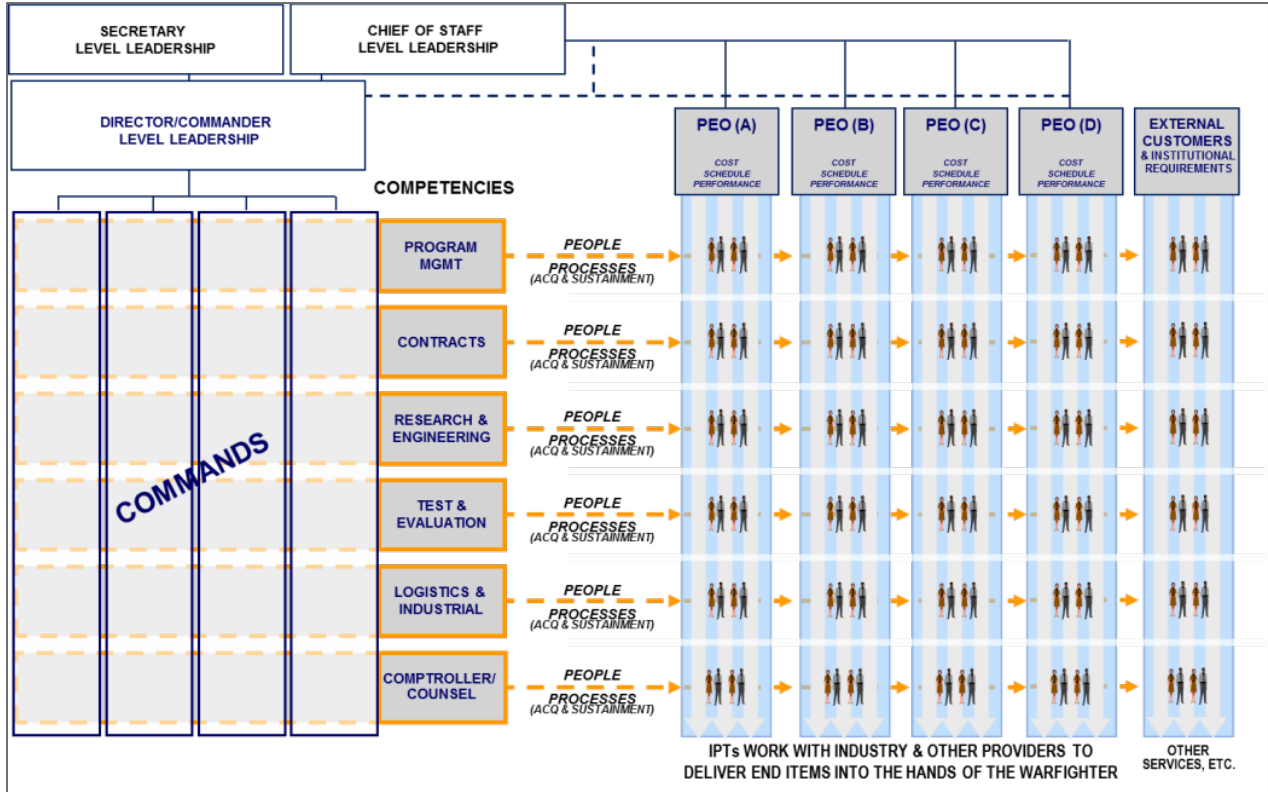 SECRETARY
LEVEL LEADERSHIP
CHIEF OF STAFF
LEVEL LEADERSHIP
DIRECTOR/COMMANDER
LEVEL LEADERSHIP
PEO (A)
COST
SCHEDULE
PERFORMANCE
PEO (B)
COST
SCHEDULE
PERFORMANCE
PEO (C)
COST
SCHEDULE
PERFORMANCE
PEO (D)
COST
SCHEDULE
PERFORMANCE
EXTERNAL
CUSTOMERS
& INSTITUTIONAL
REQUIREMENTS
COMPETENCIES
COMMANDS
PROGRAM
MGMT
PEOPLE
PROCESSES
(ACQ & SUSTAINMENT)
CONTRACTS
PEOPLE
PROCESSES
(ACQ & SUSTAINMENT)
RESEARCH &
ENGINEERING
PEOPLE
PROCESSES
(ACQ & SUSTAINMENT)
TEST &
EVALUATION
PEOPLE
PROCESSES
(ACQ & SUSTAINMENT)
LOGISTICS &
INDUSTRIAL
PEOPLE
PROCESSES
(ACQ & SUSTAINMENT)
COMPTROLLER/
COUNSEL
PEOPLE
PROCESSES
(ACQ & SUSTAINMENT)
IPTs WORK WITH INDUSTRY & OTHER PROVIDERS TO
DELIVER END ITEMS INTO THE HANDS OF THE WARFIGHTER
OTHER
SERVICES, ETC.